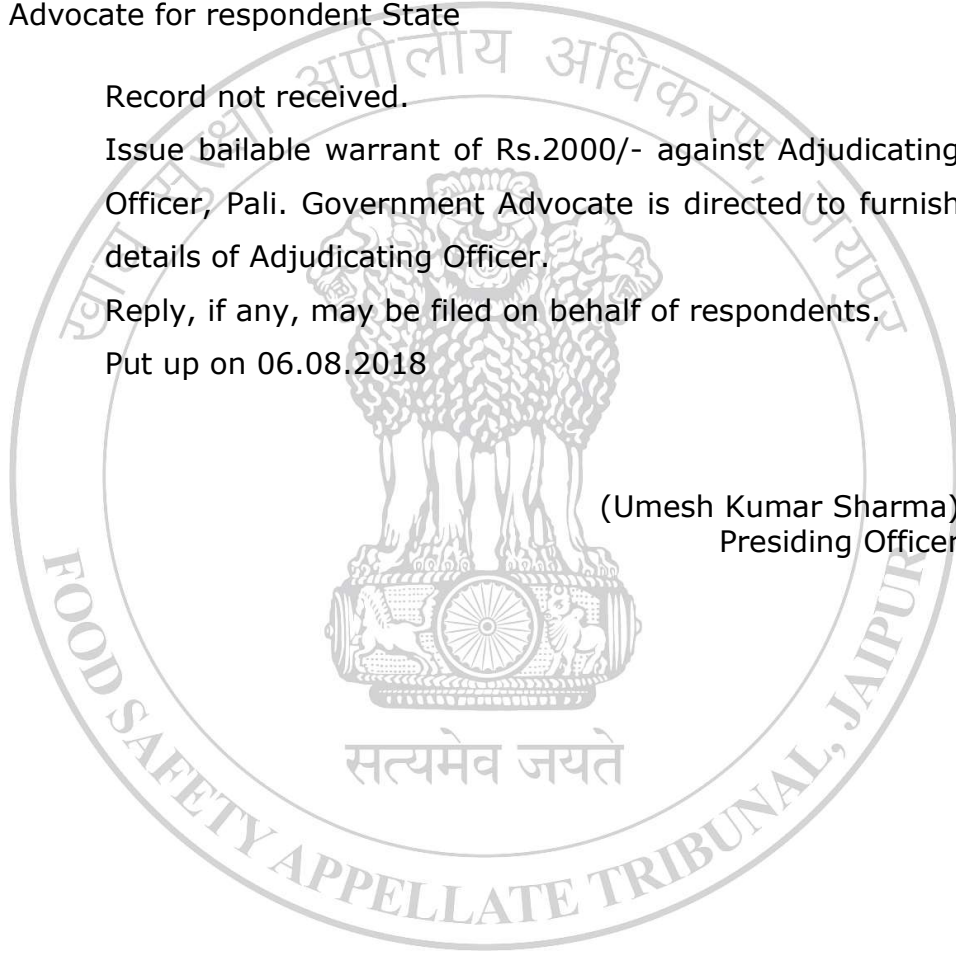 Advocate for respondent State
Record not received.
Issue bailable warrant of Rs.2000/- against Adjudicating
Officer, Pali. Government Advocate is directed to furnish
details of Adjudicating Officer.
Reply, if any, may be filed on behalf of respondents.
Put up on 06.08.2018
(Umesh Kumar Sharma)
Presiding Officer
खाद्य सुरक्षा अपीलीय अधिकरण, जयपुर
सत्यमेव जयते
FOOD SAFETY APPELLATE TRIBUNAL, JAIPUR